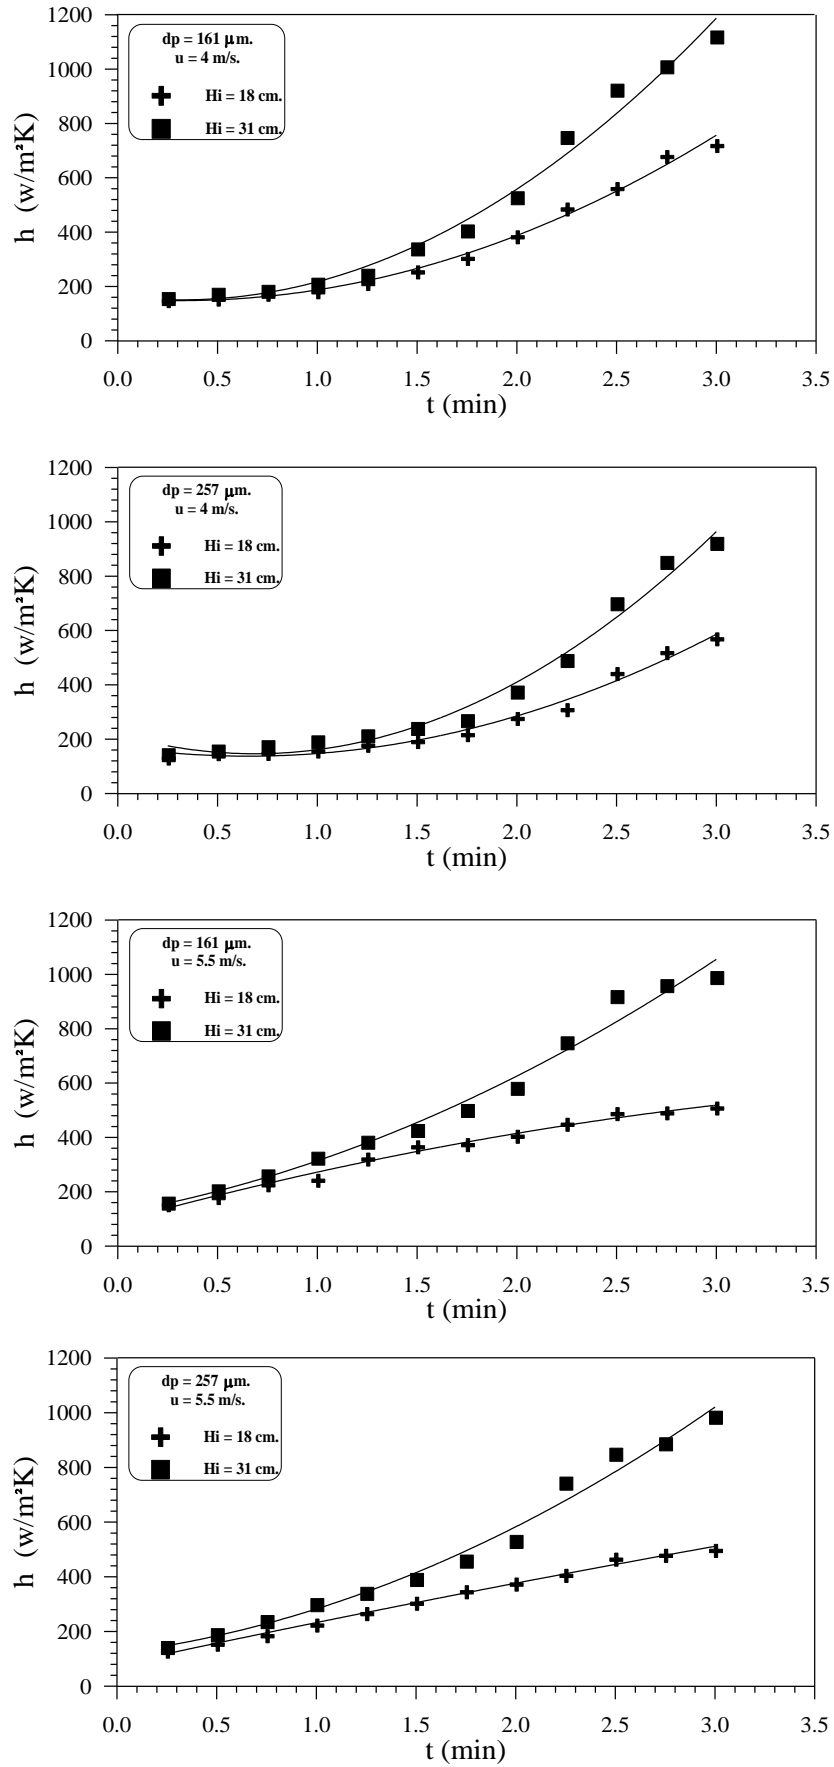 1200
dp = 161 μm.
u = 4 m/s.
1000
Hi = 18 cm.
800
Hi = 31 cm.
h (w/m²K)
600
400
200
0
0.0 0.5 1.0 1.5 2.0 2.5 3.0 3.5
t (min)
1200
dp = 257 μm.
u = 4 m/s.
1000
Hi = 18 cm.
800
Hi = 31 cm.
h (w/m²K)
600
400
200
0
0.0 0.5 1.0 1.5 2.0 2.5 3.0 3.5
t (min)
1200
dp = 161 μm.
u = 5.5 m/s.
1000
Hi = 18 cm.
800
Hi = 31 cm.
h (w/m²K)
600
400
200
0
0.0 0.5 1.0 1.5 2.0 2.5 3.0 3.5
t (min)
1200
dp = 257 μm.
u = 5.5 m/s.
1000
Hi = 18 cm.
800
Hi = 31 cm.
h (w/m²K)
600
400
200
0
0.0 0.5 1.0 1.5 2.0 2.5 3.0 3.5
t (min)